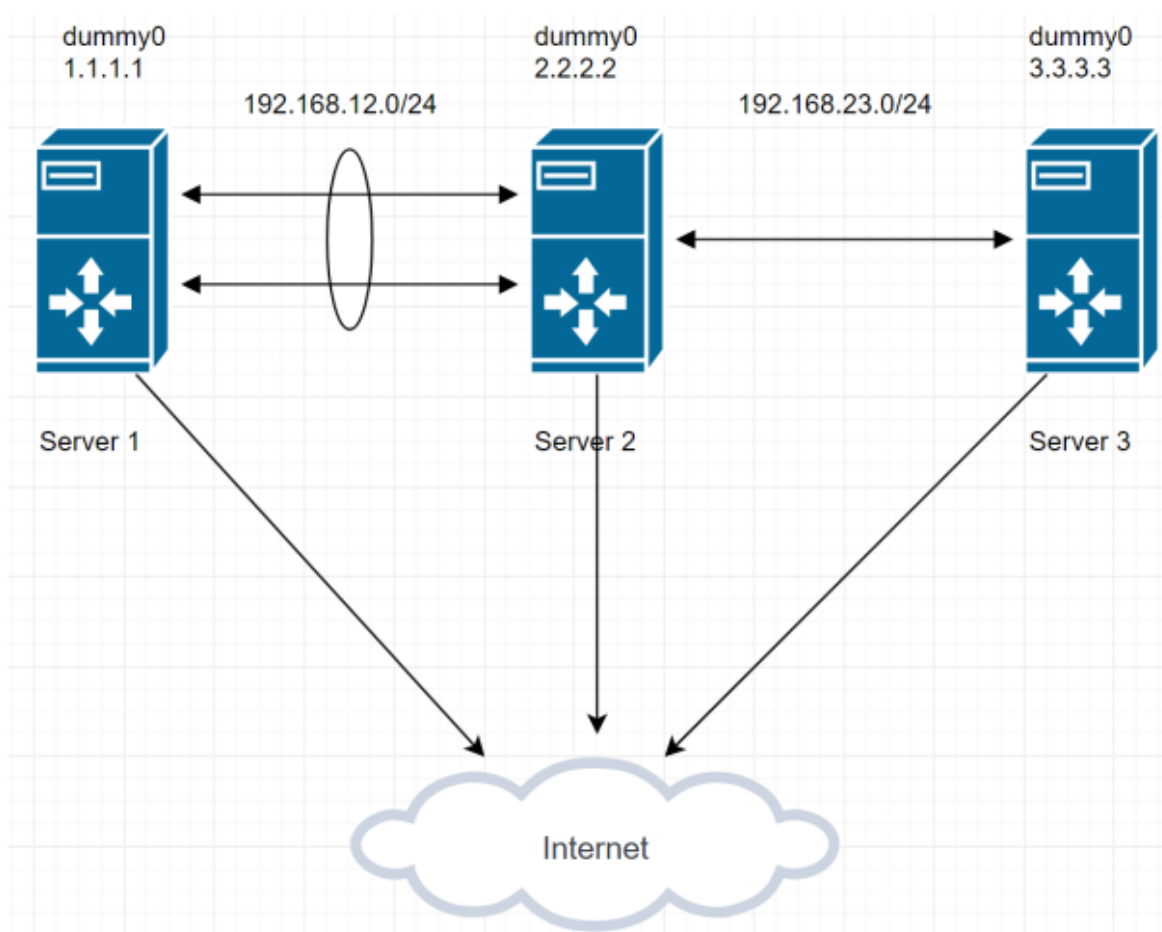 dummy0
1.1.1.1
dummy0
2.2.2.2
dummy0
3.3.3.3
192.168.12.0/24
192.168.23.0/24
Server 1
Server 2
Server 3
Internet